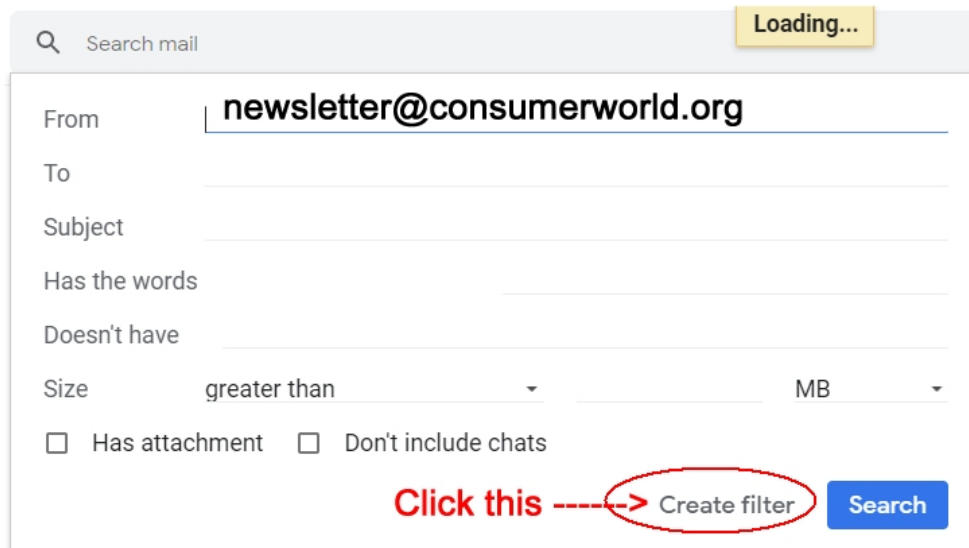 Loading...
Search mail
From newsletter@consumerworld.org
To
Subject
Has the words
Doesn't have
Size greater than MB
Has attachment Don't include chats
Click this ------> Create filter Search